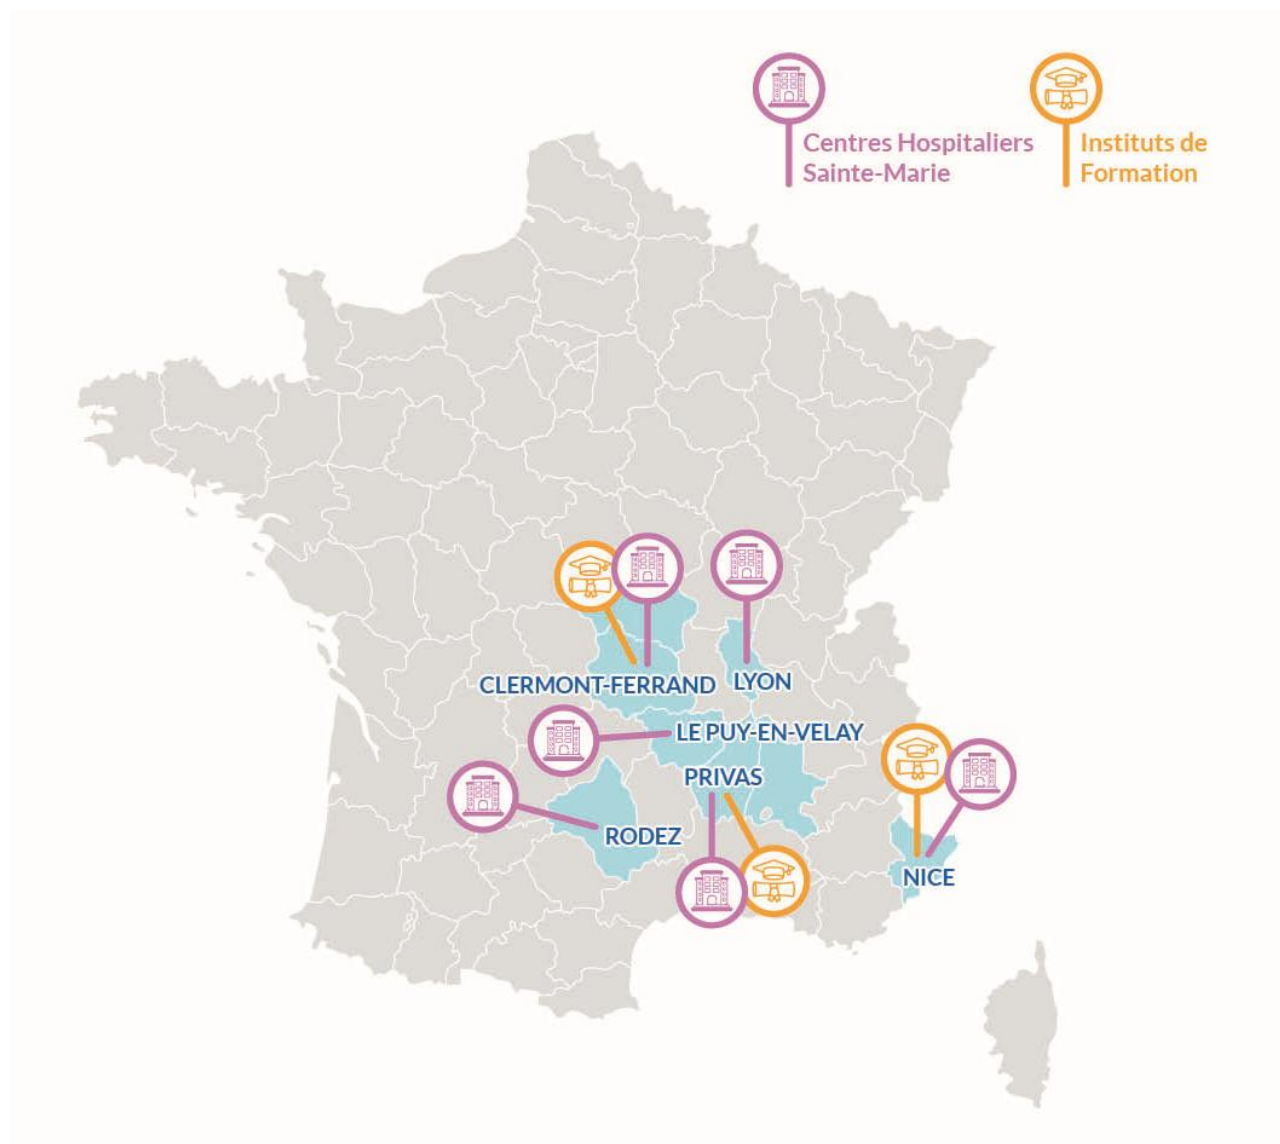 Centres Hospitaliers
Sainte-Marie
Instituts de
Formation
CLERMONT-FERRAND
LYON
LE PUY-EN-VELAY
PRIVAS
RODEZ
NICE